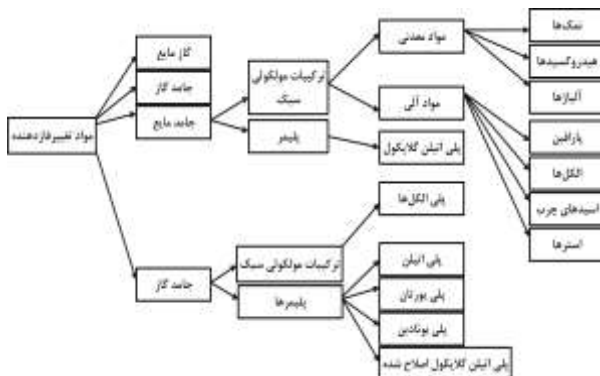 مواد تغییرفازدهنده
گاز مایع
جامد گاز
جامد مایع
جامد گاز
ترکیبات مولکولی
سبک
پلیمر
ترکیبات مولکولی سبک
پلیمرها
مواد معدنی
مواد آلی
پلی اتیلن گلایکول
پلی الکل‌ها
پلی اتیلن
پلی یورتان
پلی بوتادین
پلی اتیلن گلایکول اصلاح شده
نمک‌ها
هیدروکسیدها
آلیاژها
پارافین
الکل‌ها
اسیدهای چرب
استرها